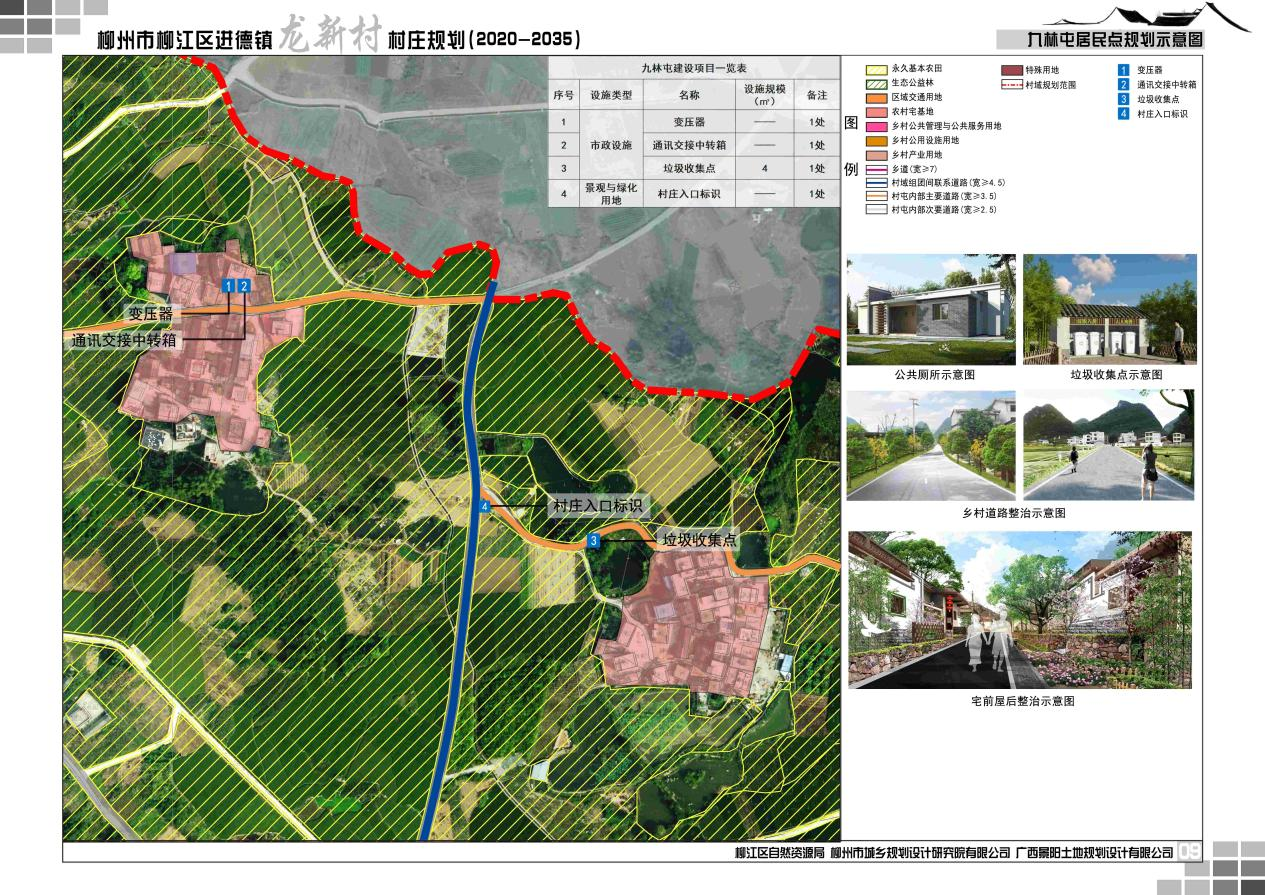 柳州市柳江区进德镇 龙新村 村庄规划(2020-2035)
九林屯居民点规划示意图
九林屯建设项目一览表
序号 设施类型 名称 设施规模(㎡) 备注
1 市政设施 变压器 —— 1处
2 通讯交接中转箱 —— 1处
3 垃圾收集点 4 1处
4 景观与绿化用地 村庄入口标识 —— 1处
图例
永久基本农田
生态公益林
区域交通用地
农村宅基地
乡村公共管理与公共服务用地
乡村公用设施用地
乡村产业用地
乡道(宽≥7)
村域组团间联系道路(宽≥4.5)
村屯内部主要道路(宽≥3.5)
村屯内部次要道路(宽≥2.5)
特殊用地
村域规划范围
1 变压器
2 通讯交接中转箱
3 垃圾收集点
4 村庄入口标识
1 2
变压器
通讯交接中转箱
4 村庄入口标识
3 垃圾收集点
公共厕所示意图
垃圾收集点示意图
乡村道路整治示意图
宅前屋后整治示意图
柳江区自然资源局 柳州市城乡规划设计研究院有限公司 广西景阳土地规划设计有限公司 09